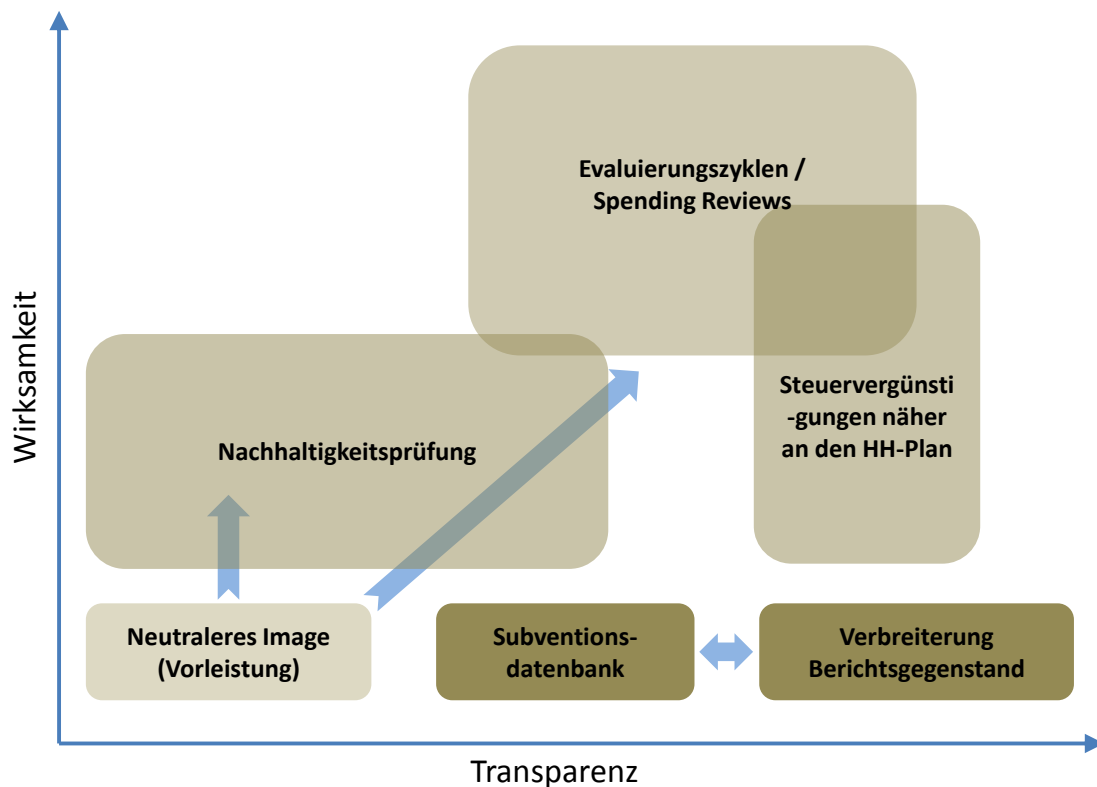 Wirksamkeit
Evaluierungszyklen /
Spending Reviews
Steuervergünsti
-gungen näher
an den HH-Plan
Nachhaltigkeitsprüfung
Neutraleres Image
(Vorleistung)
Subventions-
datenbank
Verbreiterung
Berichtsgegenstand
Transparenz